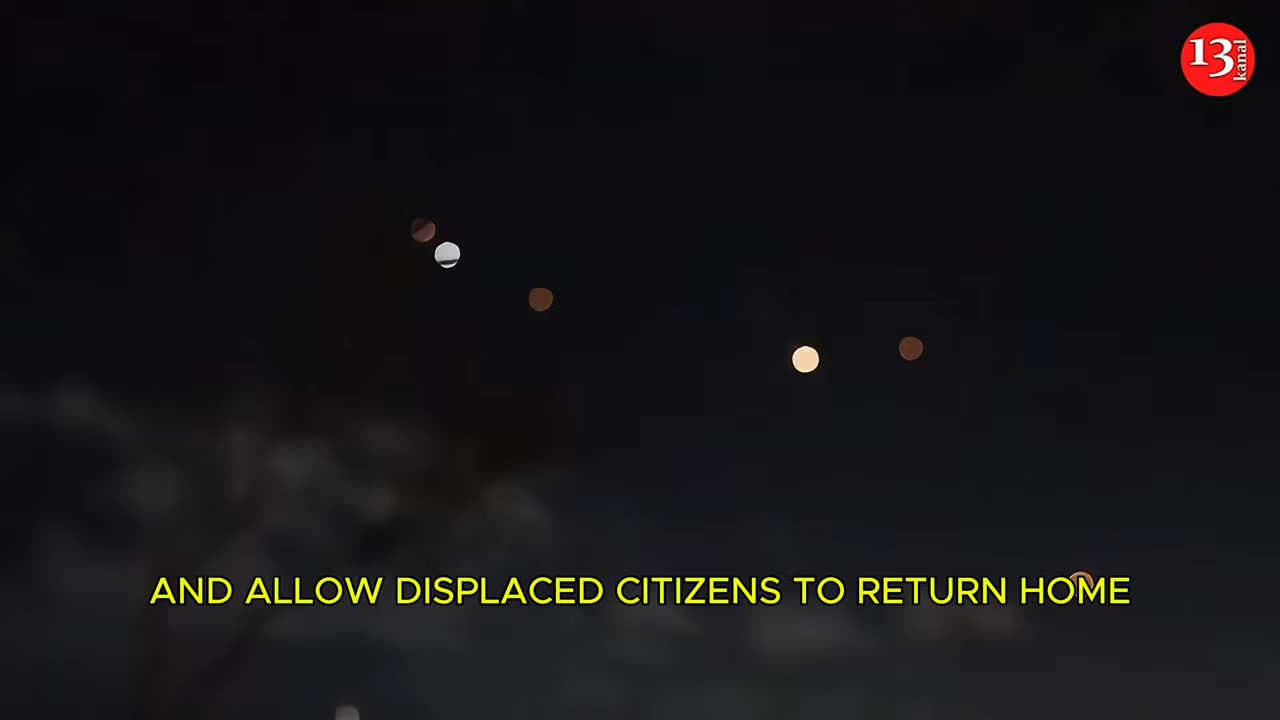 13 kanal
AND ALLOW DISPLACED CITIZENS TO RETURN HOME